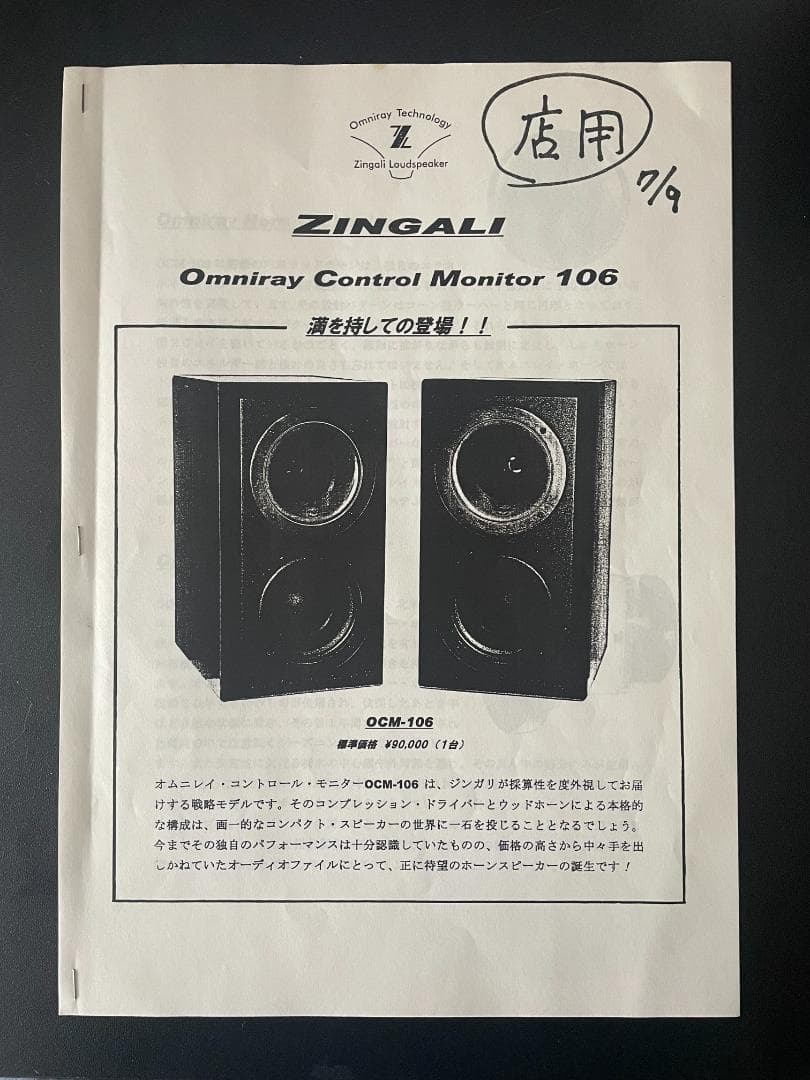 Omniray Technology
Zingali Loudspeaker
店用
7/9
ZINGALI
Omniray Control Monitor 106
満を持しての登場！！
OCM-106
標準価格 ¥90,000（1台）
オムニレイ・コントロール・モニターOCM-106 は、ジンガリが採算性を度外視してお届
けする戦略モデルです。そのコンプレッション・ドライバーとウッドホーンによる本格的
な構成は、画一的なコンパクト・スピーカーの世界に一石を投じることとなるでしょう。
今までその独自のパフォーマンスは十分認識していたものの、価格の高さから中々手を出
しかねていたオーディオファイルにとって、正に待望のホーンスピーカーの誕生です！